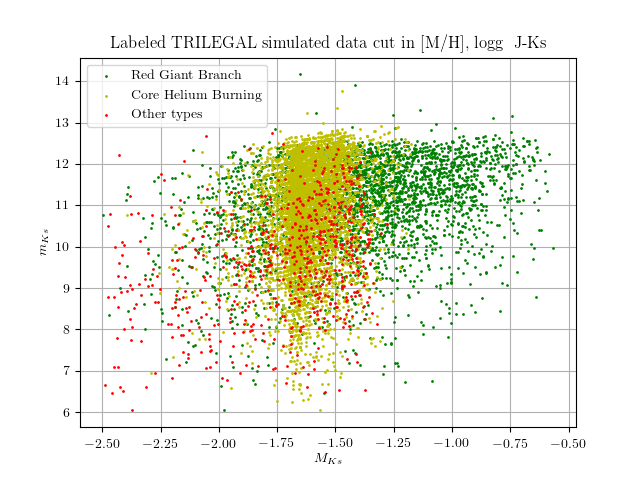 Labeled TRILEGAL simulated data cut in [M/H], logg  J-Ks
Red Giant Branch
Core Helium Burning
Other types
14
13
12
11
10
9
8
7
6
m_{Ks}
−2.50 −2.25 −2.00 −1.75 −1.50 −1.25 −1.00 −0.75 −0.50
M_{Ks}